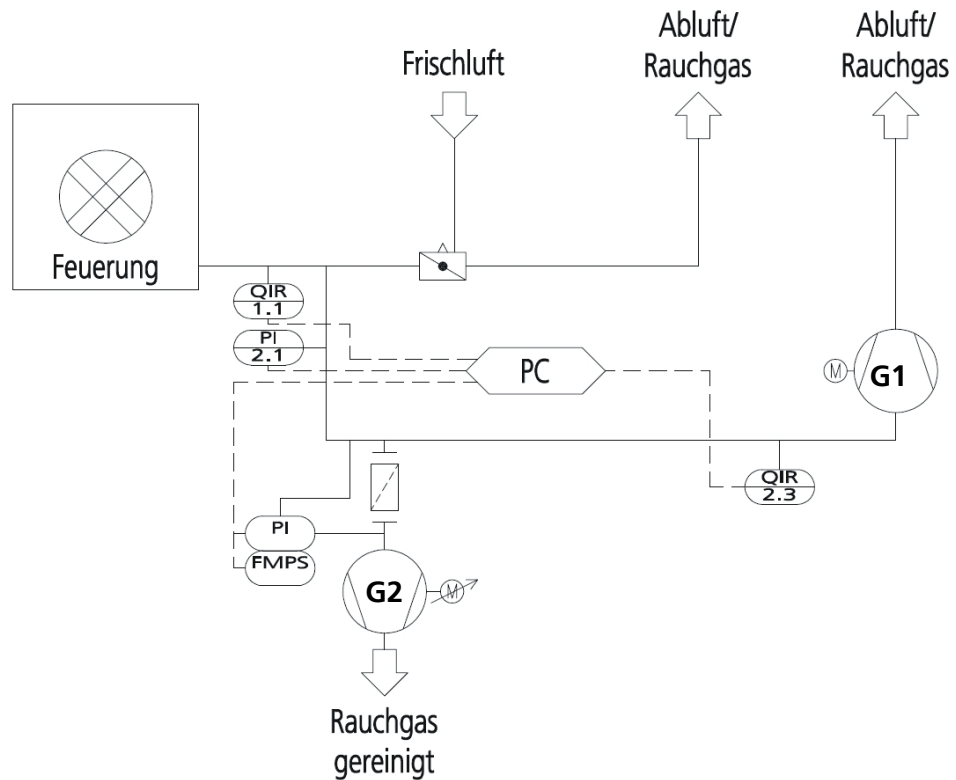 Abluft/
Rauchgas
Abluft/
Rauchgas
Frischluft
Feuerung
QIR
1.1
PI
2.1
PC
M
G1
QIR
2.3
PI
FMPS
G2
M
Rauchgas
gereinigt